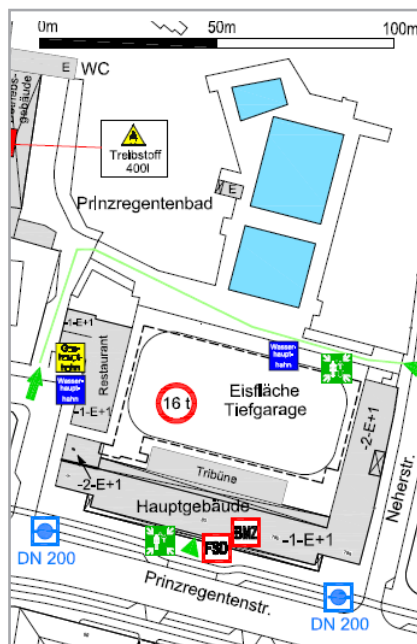 0m
50m
100m
E
WC
gebäude
Treibstoff
400l
Prinzregentenbad
E
-1-E+1
Gas-
haupt-
hahn
Wasser-
haupt-
hahn
-1-E+1
Restaurant
Wasser-
haupt-
hahn
16 t
Eisfläche
Tiefgarage
-2-E+1
Tribüne
-2-E+1
Hauptgebäude
FSD
BMZ
-1-E+1
Neherstr.
DN 200
Prinzregentenstr.
DN 200